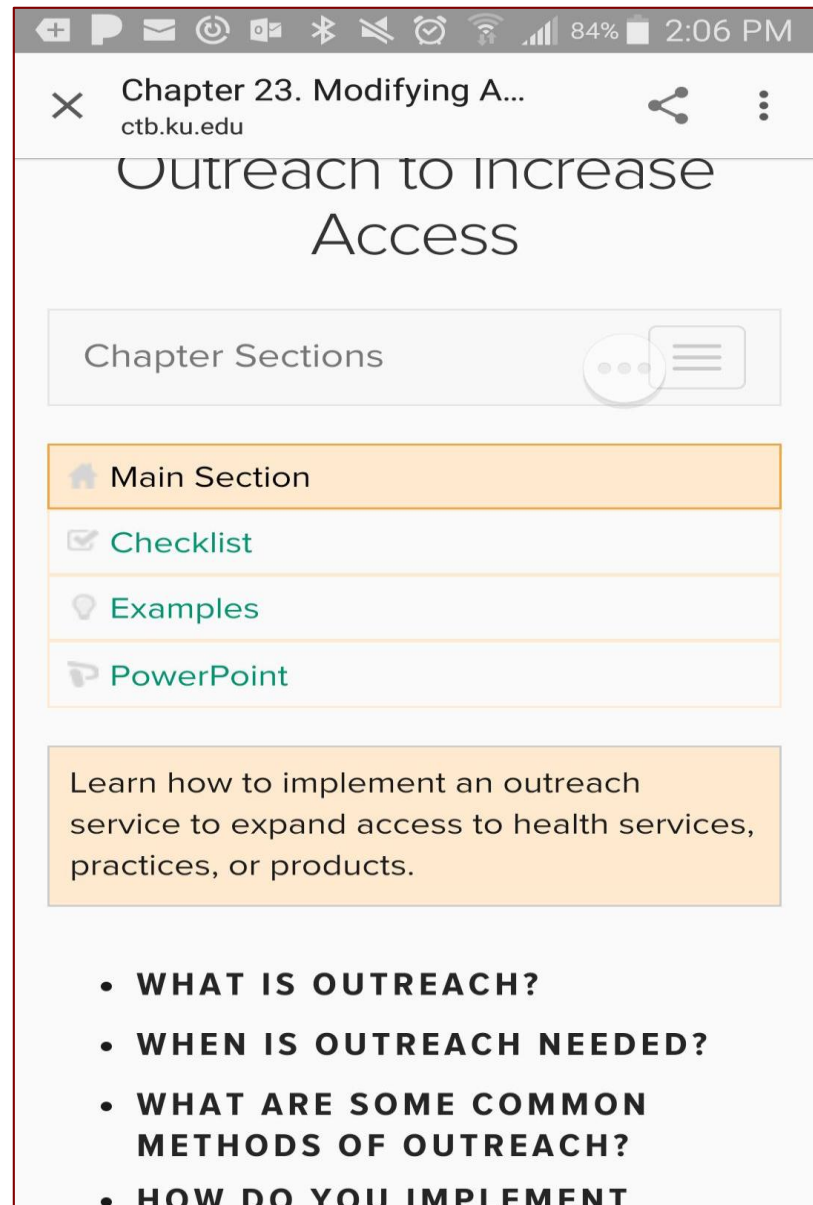 84% 2:06 PM
Chapter 23. Modifying A...
ctb.ku.edu
Outreach to Increase
Access
Chapter Sections
Main Section
Checklist
Examples
PowerPoint
Learn how to implement an outreach
service to expand access to health services,
practices, or products.
• WHAT IS OUTREACH?
• WHEN IS OUTREACH NEEDED?
• WHAT ARE SOME COMMON
METHODS OF OUTREACH?
• HOW DO YOU IMPLEMENT